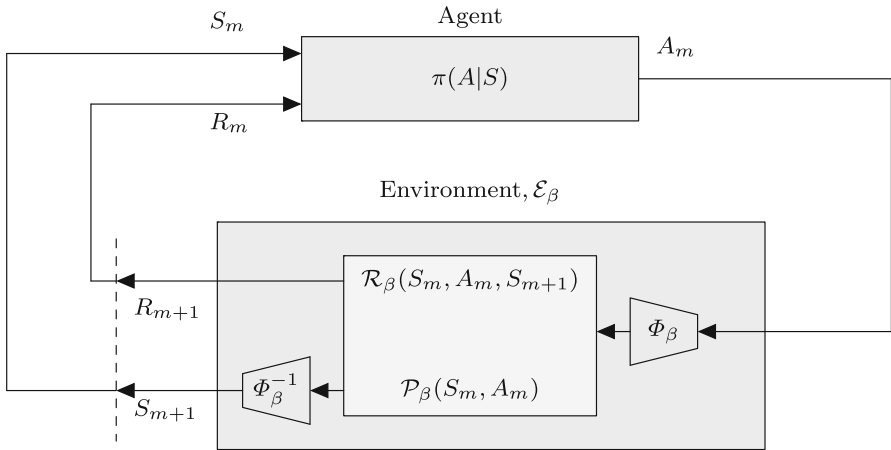 Agent
S_m
A_m
π(A|S)
R_m
Environment, ℰ_β
ℛ_β(S_m, A_m, S_{m+1})
R_{m+1}
Φ_β
Φ_β^{-1}
𝒫_β(S_m, A_m)
S_{m+1}